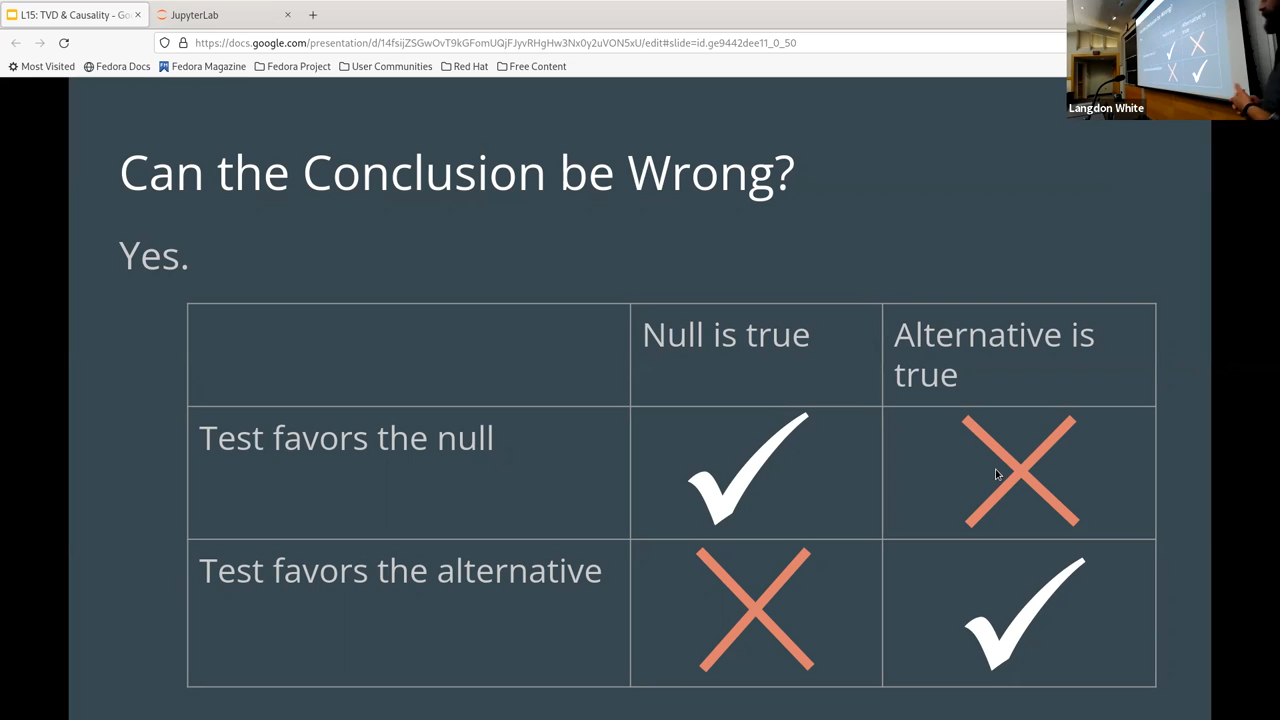 L15: TVD & Causality - Go
JupyterLab
https://docs.google.com/presentation/d/14fsijZSGwOvT9kGFomUQjFJyvRHgHw3Nx0y2uVON5xU/edit#slide=id.ge9442dee11_0_50
Most Visited
Fedora Docs
Fedora Magazine
Fedora Project
User Communities
Red Hat
Free Content
Langdon White
Can the Conclusion be Wrong?
Yes.
Null is true
Alternative is
true
Test favors the null
Test favors the alternative